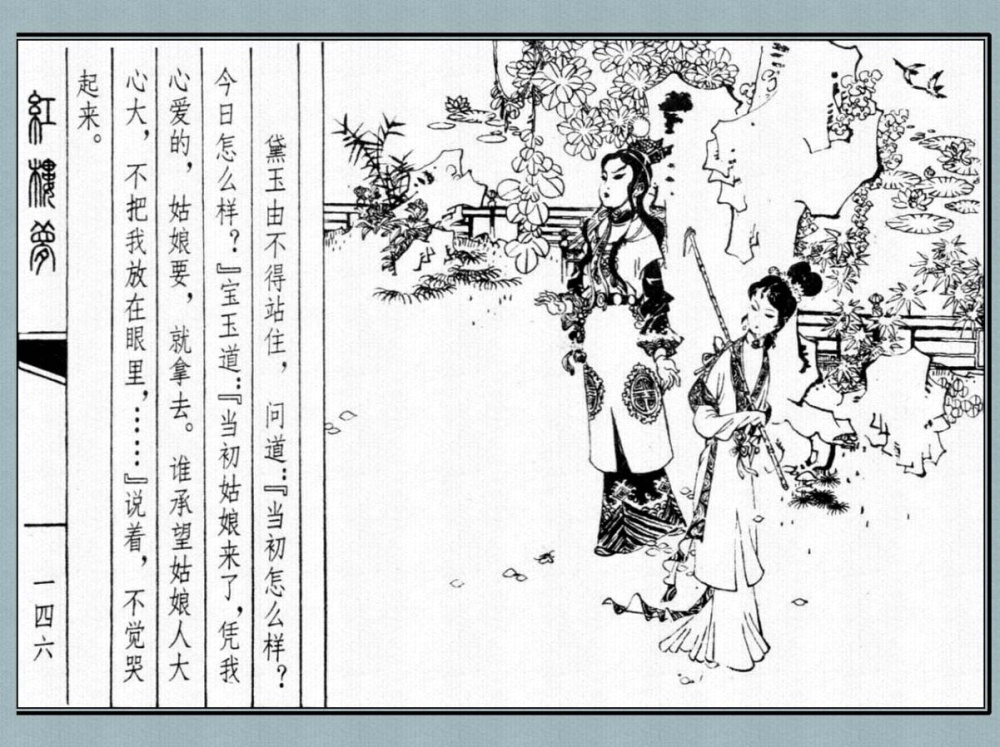 黛玉由不得站住，问道：『当初怎么样？
今日怎么样？』宝玉道：『当初姑娘来了，凭我
心爱的，姑娘要，就拿去。谁承望姑娘人大
心大，不把我放在眼里，……』说着，不觉哭
起来。
紅樓夢
一四六